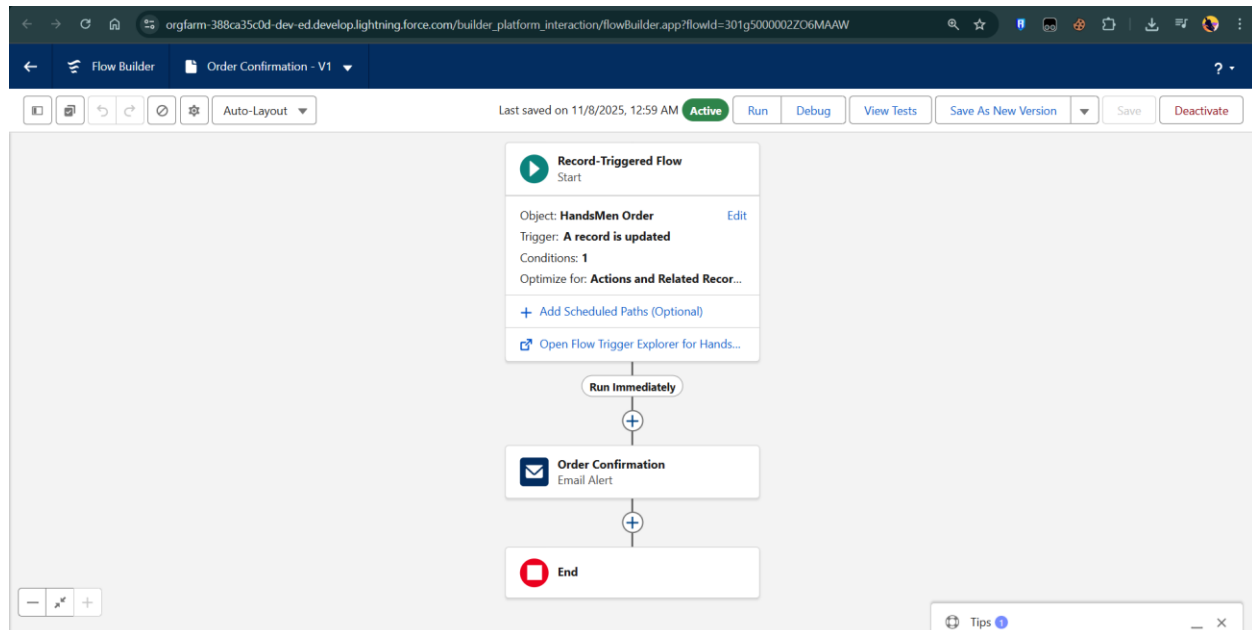 orgfarm-388ca35c0d-dev-ed.develop.lightning.force.com/builder_platform_interaction/flowBuilder.app?flowId=301g5000002ZO6MAAW
Flow Builder Order Confirmation - V1 ?
Auto-Layout Last saved on 11/8/2025, 12:59 AM Active Run Debug View Tests Save As New Version Save Deactivate
Record-Triggered Flow
Start
Object: HandsMen Order Edit
Trigger: A record is updated
Conditions: 1
Optimize for: Actions and Related Recor...
+ Add Scheduled Paths (Optional)
Open Flow Trigger Explorer for Hands...
Run Immediately
Order Confirmation
Email Alert
End
Tips 1